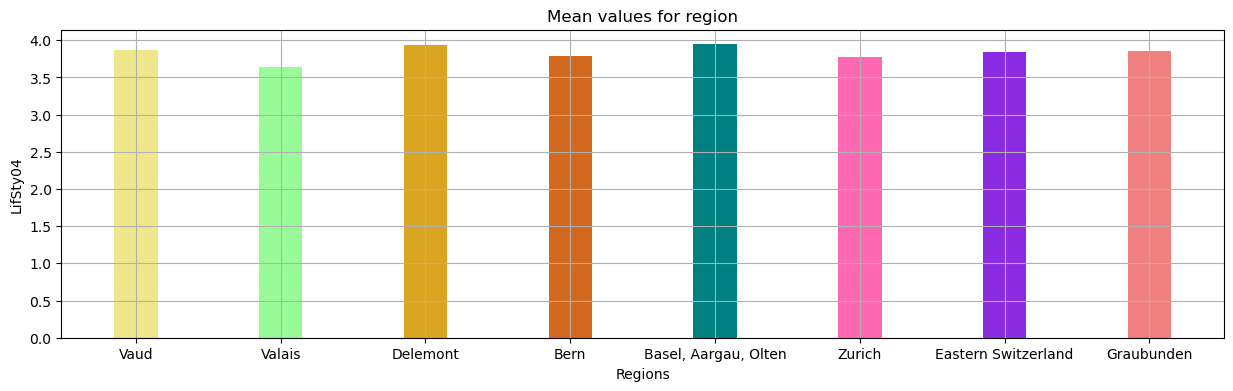 Mean values for region
4.0
3.5
3.0
2.5
2.0
1.5
1.0
0.5
0.0
LifSty04
Vaud Valais Delemont Bern Basel, Aargau, Olten Zurich Eastern Switzerland Graubunden
Regions